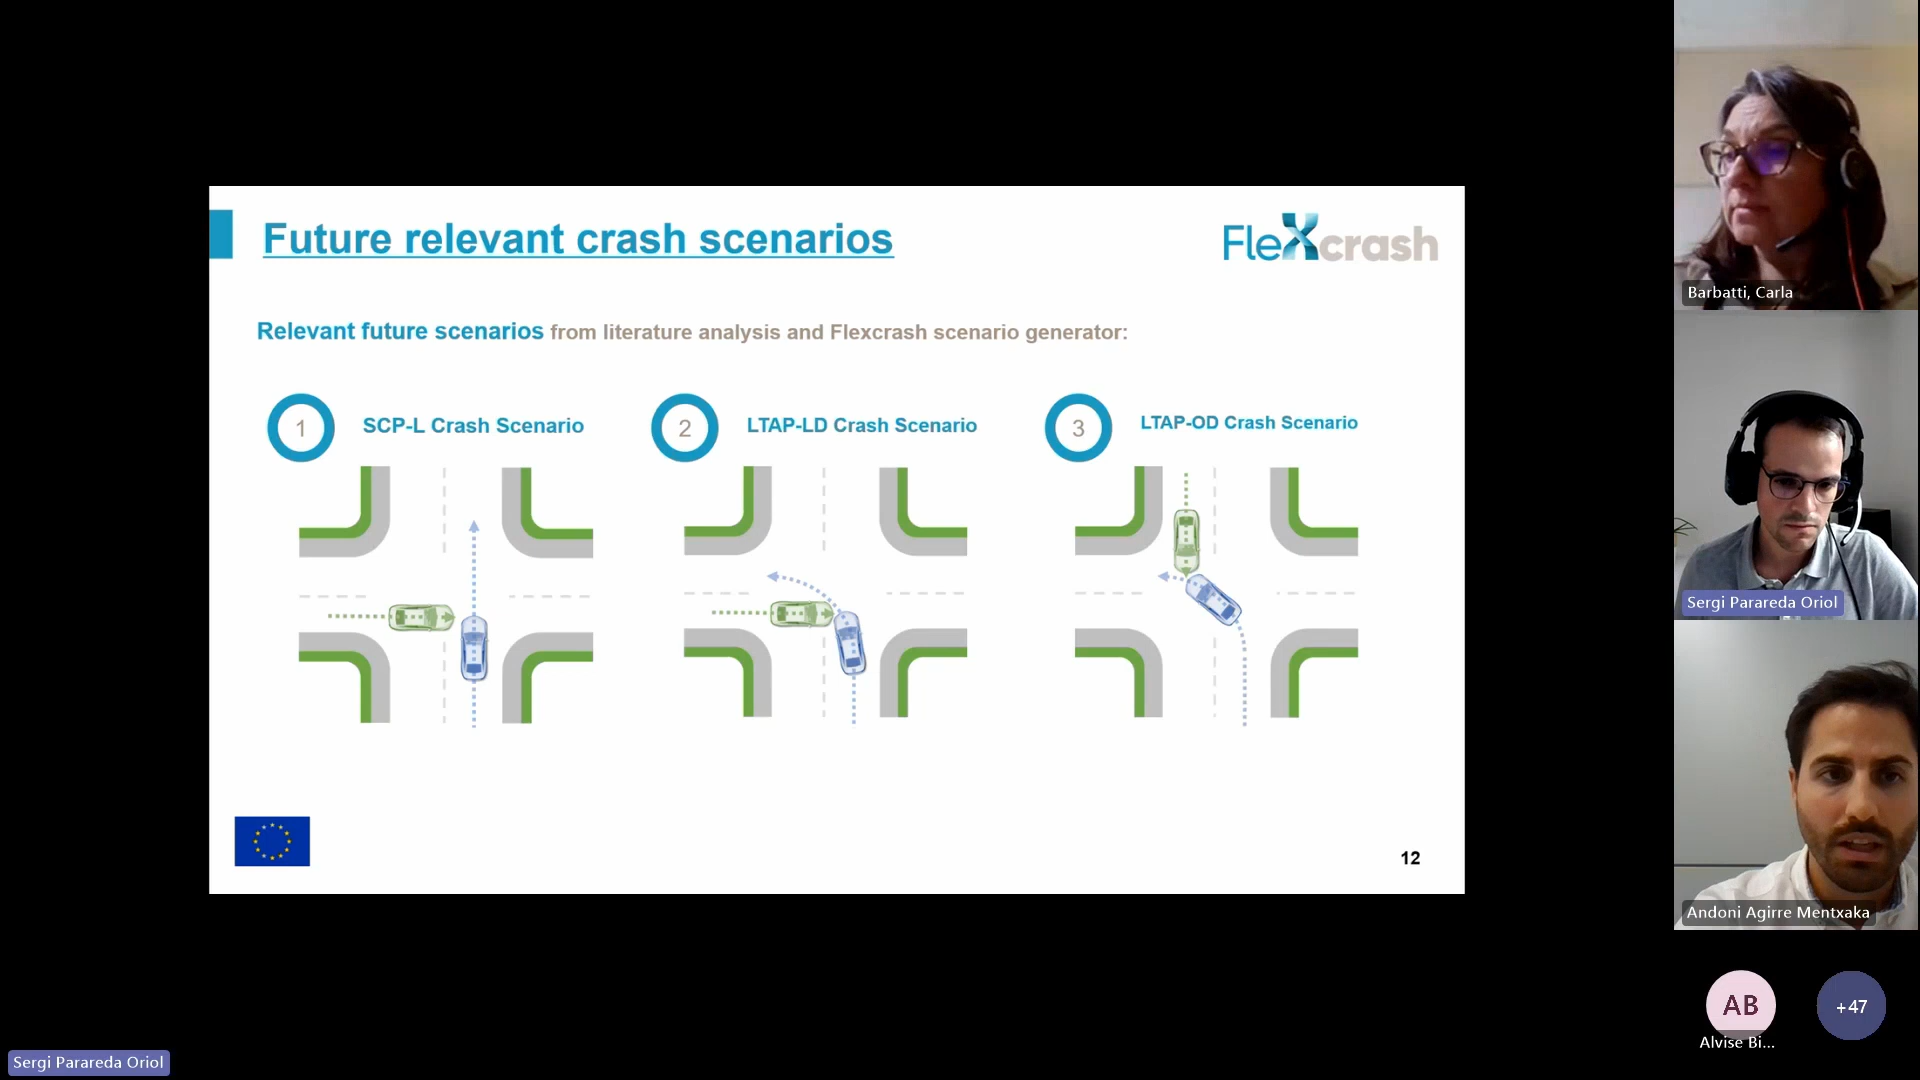 Future relevant crash scenarios
FleXcrash
Relevant future scenarios from literature analysis and Flexcrash scenario generator:
1
SCP-L Crash Scenario
2
LTAP-LD Crash Scenario
3
LTAP-OD Crash Scenario
12
Barbatti, Carla
Sergi Parareda Oriol
Andoni Agirre Mentxaka
AB
Alvise Bi...
+47
Sergi Parareda Oriol